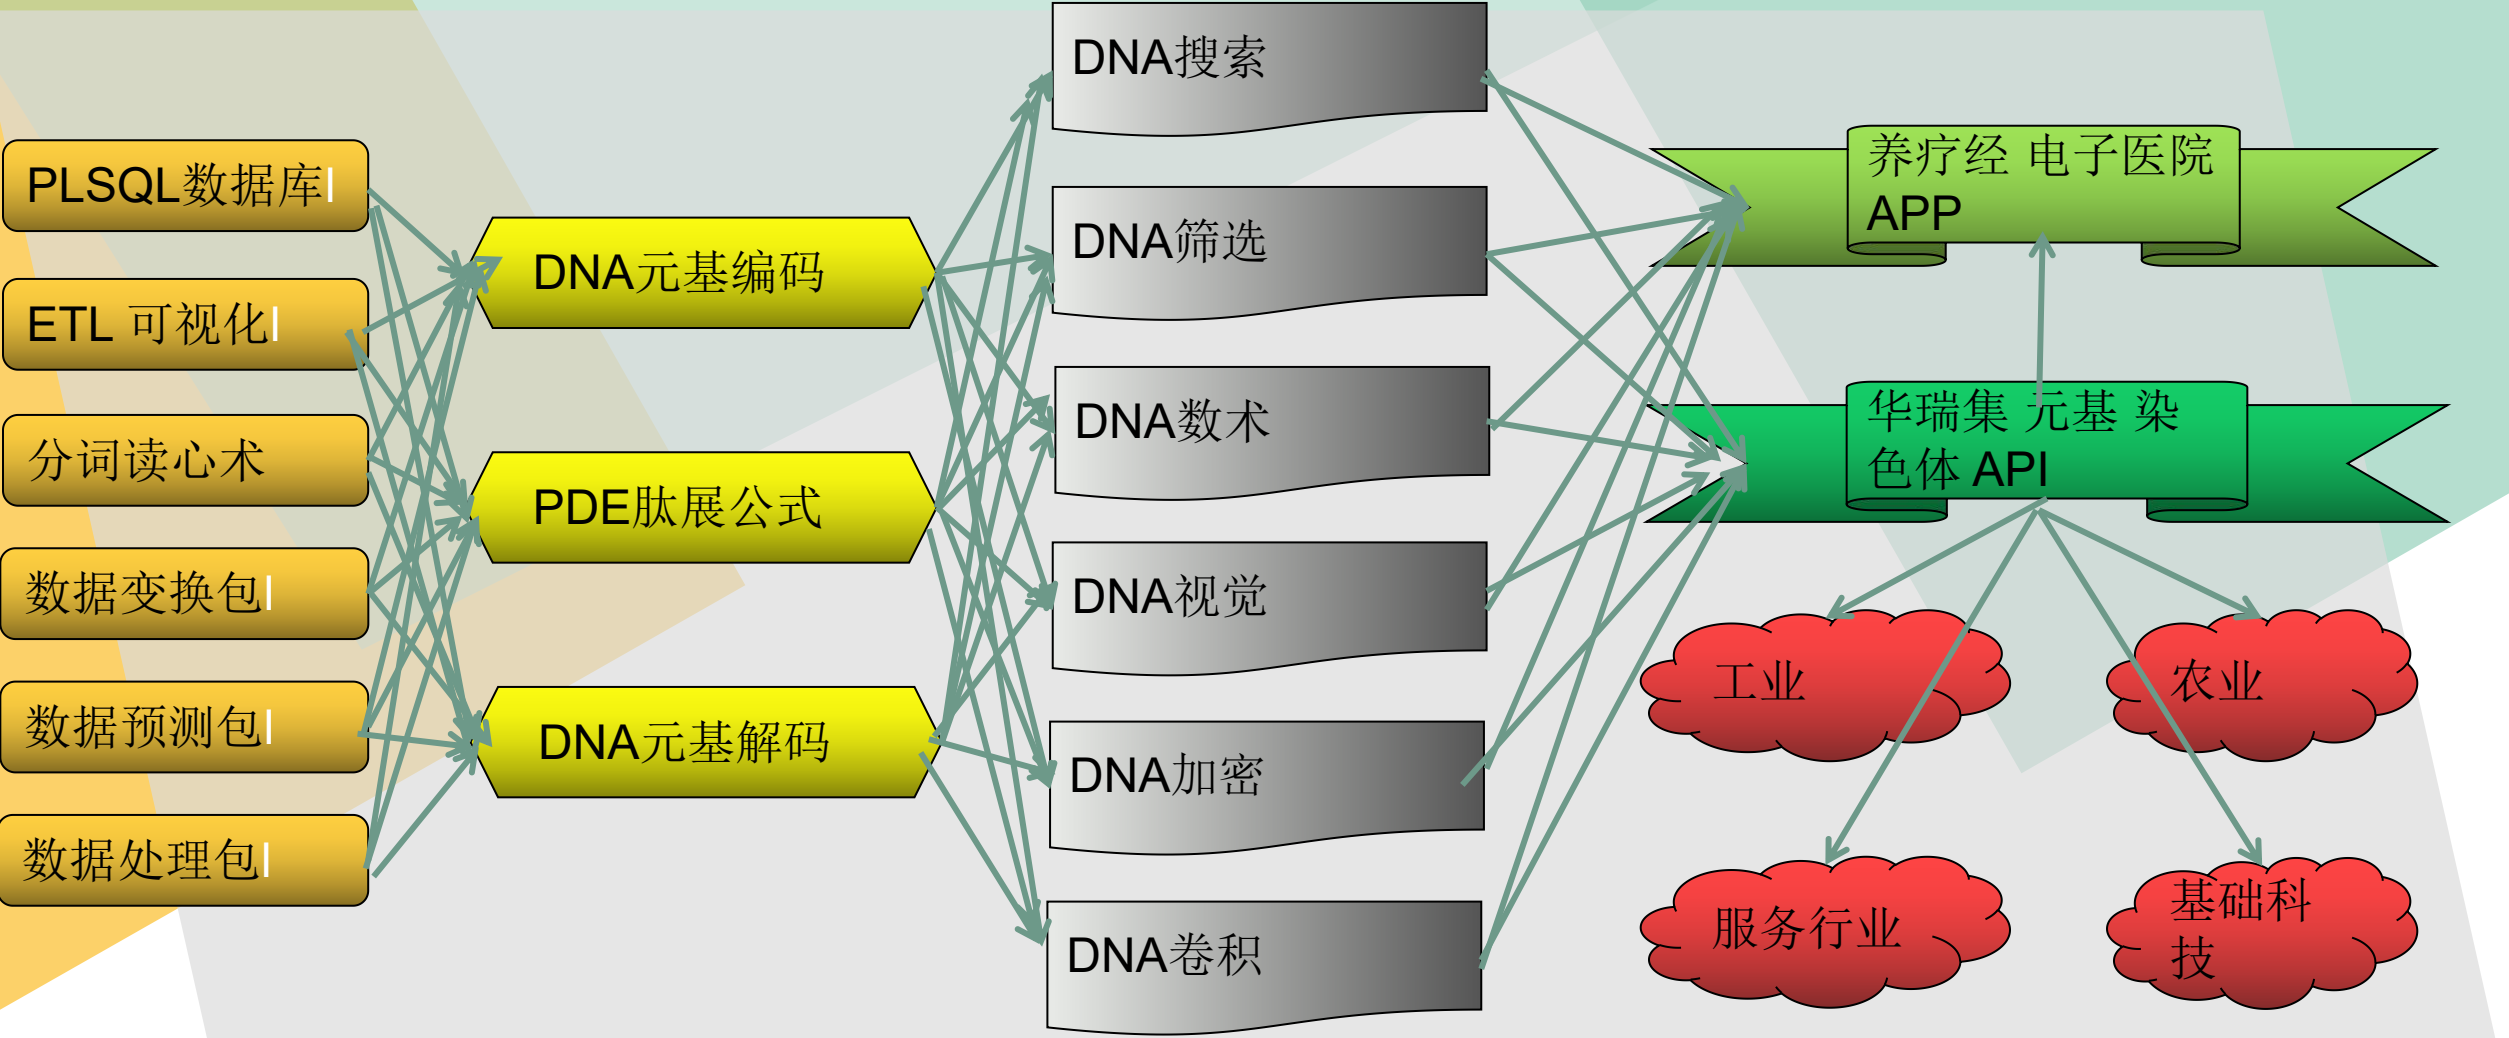 PLSQL数据库
ETL 可视化
分词读心术
数据变换包
数据预测包
数据处理包
DNA元基编码
PDE肽展公式
DNA元基解码
DNA搜索
DNA筛选
DNA数术
DNA视觉
DNA加密
DNA卷积
养疗经 电子医院
APP
华瑞集 元基 染
色体 API
工业
农业
服务行业
基础科
技